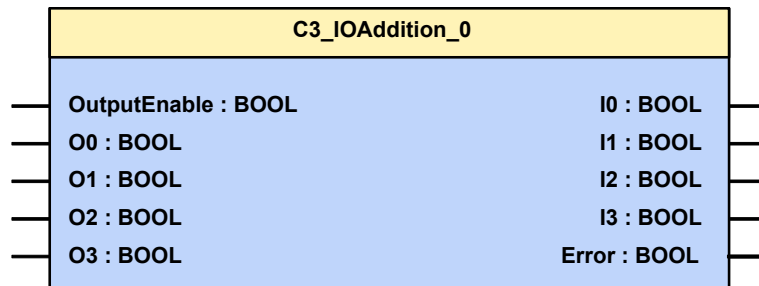 C3_IOAddition_0
OutputEnable : BOOL I0 : BOOL
O0 : BOOL I1 : BOOL
O1 : BOOL I2 : BOOL
O2 : BOOL I3 : BOOL
O3 : BOOL Error : BOOL